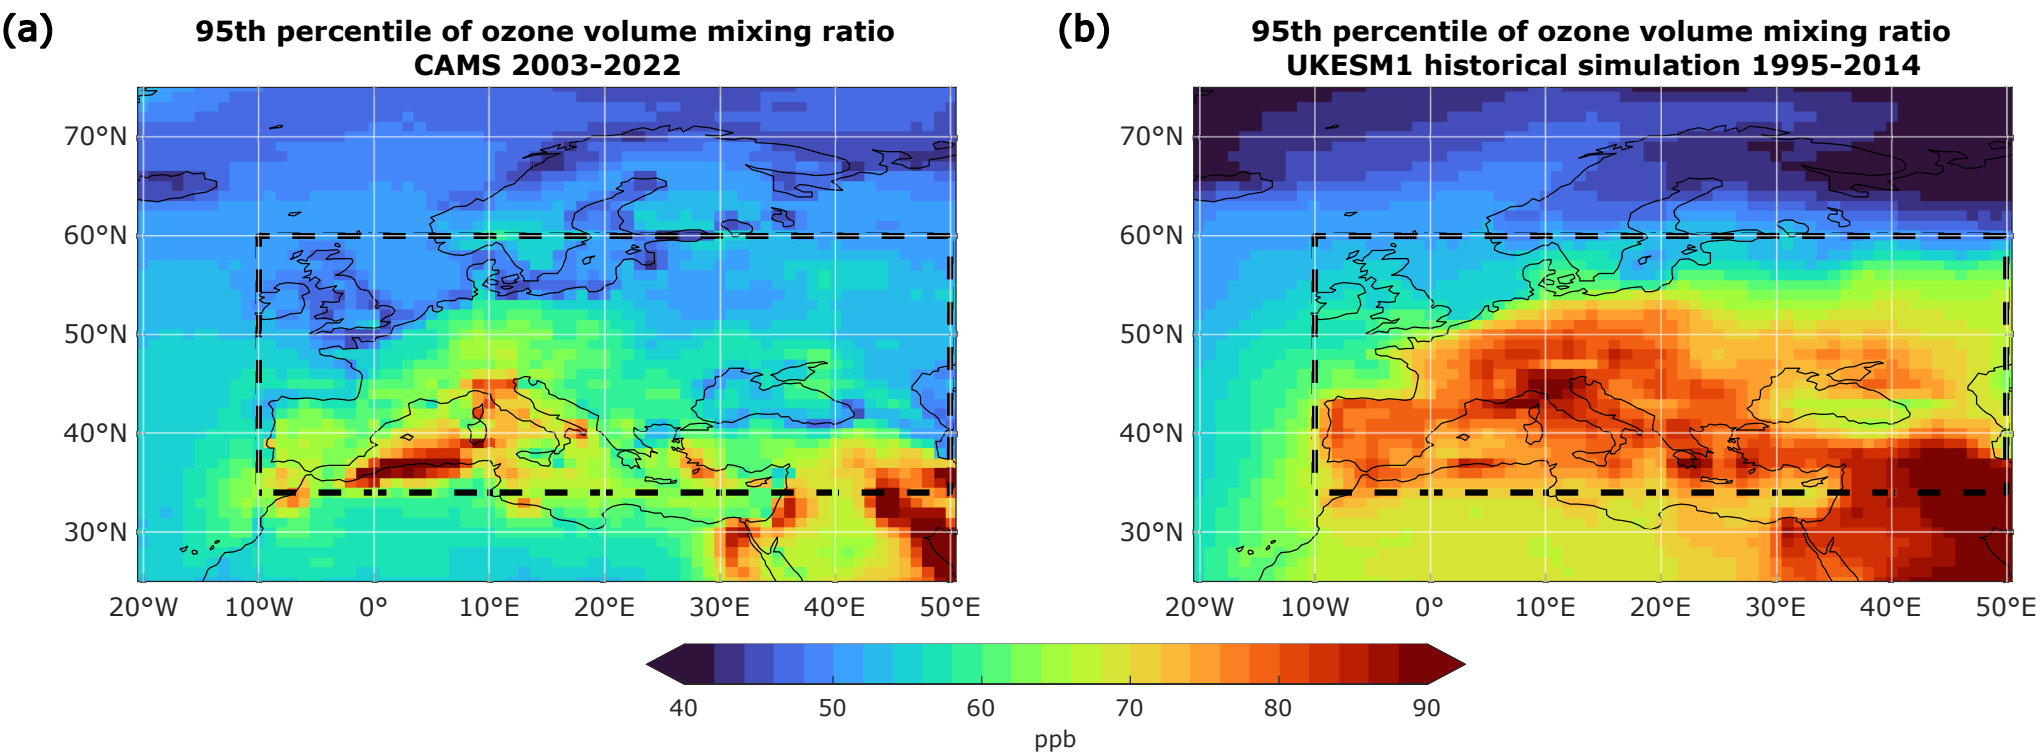 (a)
95th percentile of ozone volume mixing ratio
CAMS 2003-2022
70°N
60°N
50°N
40°N
30°N
20°W 10°W 0° 10°E 20°E 30°E 40°E 50°E
(b)
95th percentile of ozone volume mixing ratio
UKESM1 historical simulation 1995-2014
70°N
60°N
50°N
40°N
30°N
20°W 10°W 0° 10°E 20°E 30°E 40°E 50°E
40 50 60 70 80 90
ppb